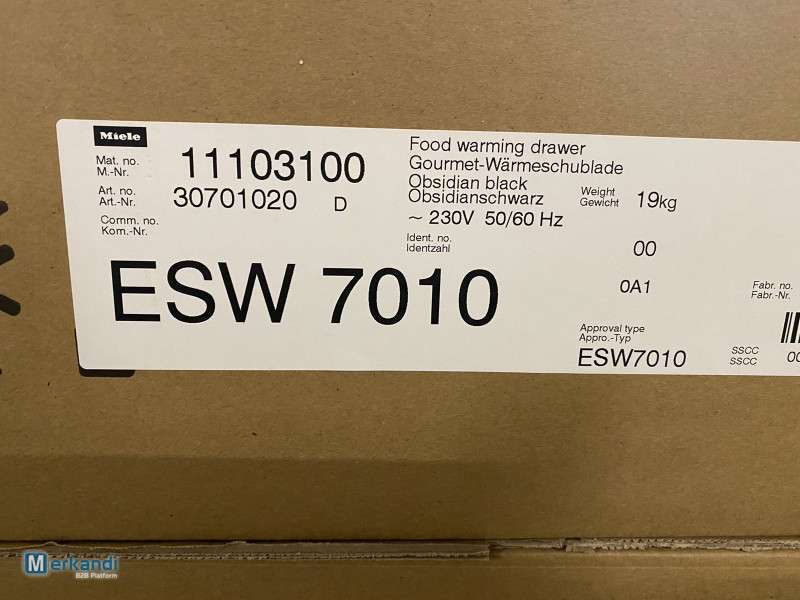 Miele
Mat. no.
M.-Nr.
11103100
Art. no.
Art.-Nr.
30701020 D
Comm. no.
Kom.-Nr.
ESW 7010
Food warming drawer
Gourmet-Wärmeschublade
Obsidian black
Obsidianschwarz
~ 230V 50/60 Hz
Weight
Gewicht
19kg
Ident. no.
Identzahl
00
0A1
Fabr. no.
Fabr.-Nr.
Approval type
Appro.-Typ
ESW7010
SSCC
SSCC
00
Merkandi
B2B Platform